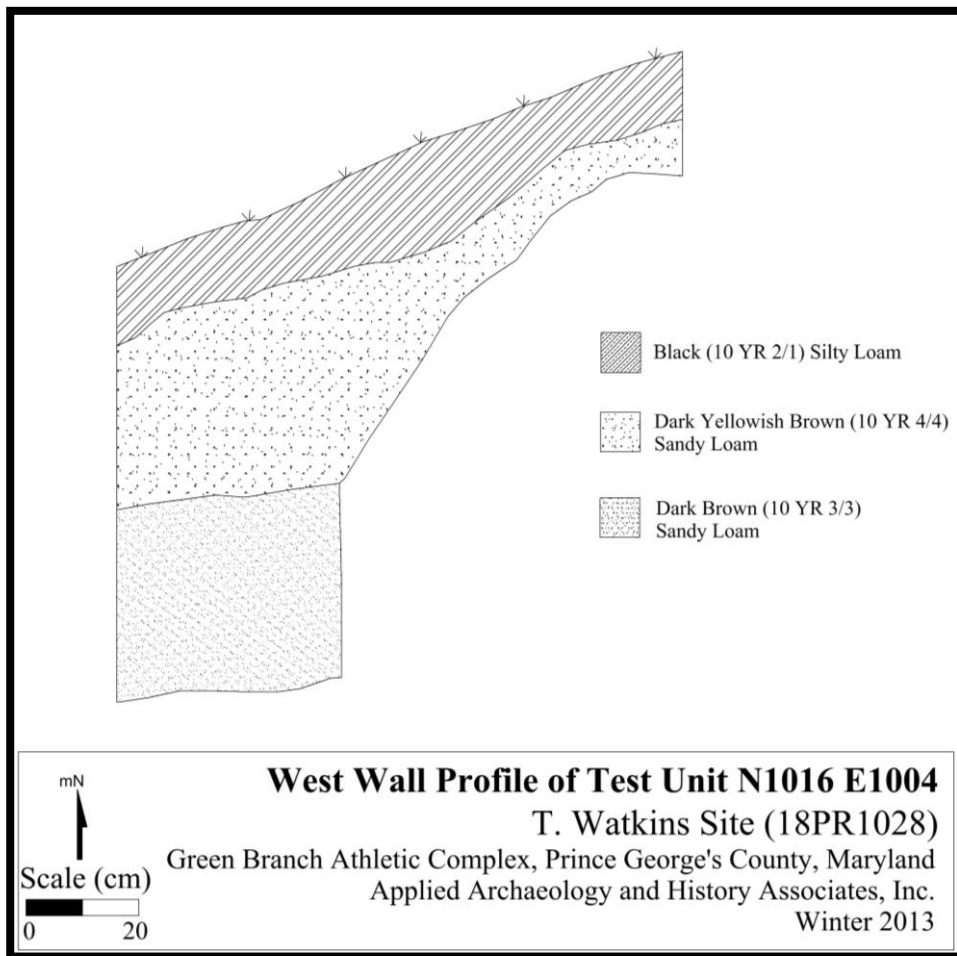 Black (10 YR 2/1) Silty Loam
Dark Yellowish Brown (10 YR 4/4)
Sandy Loam
Dark Brown (10 YR 3/3)
Sandy Loam
mN
Scale (cm)
0 20
West Wall Profile of Test Unit N1016 E1004
T. Watkins Site (18PR1028)
Green Branch Athletic Complex, Prince George's County, Maryland
Applied Archaeology and History Associates, Inc.
Winter 2013